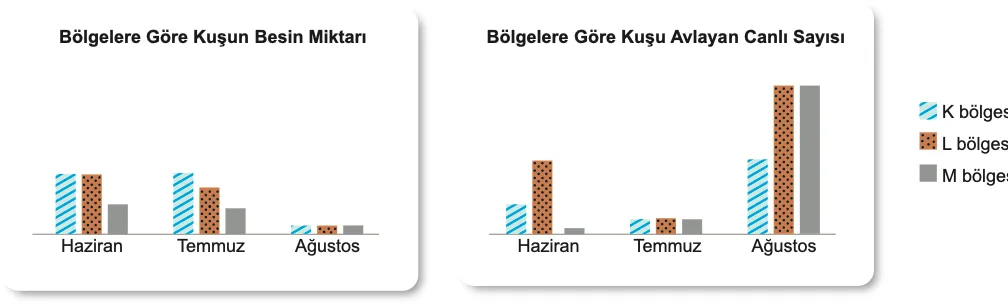 Bölgelere Göre Kuşun Besin Miktarı
Haziran
Temmuz
Ağustos
Bölgelere Göre Kuşu Avlayan Canlı Sayısı
Haziran
Temmuz
Ağustos
K bölges
L bölges
M bölges